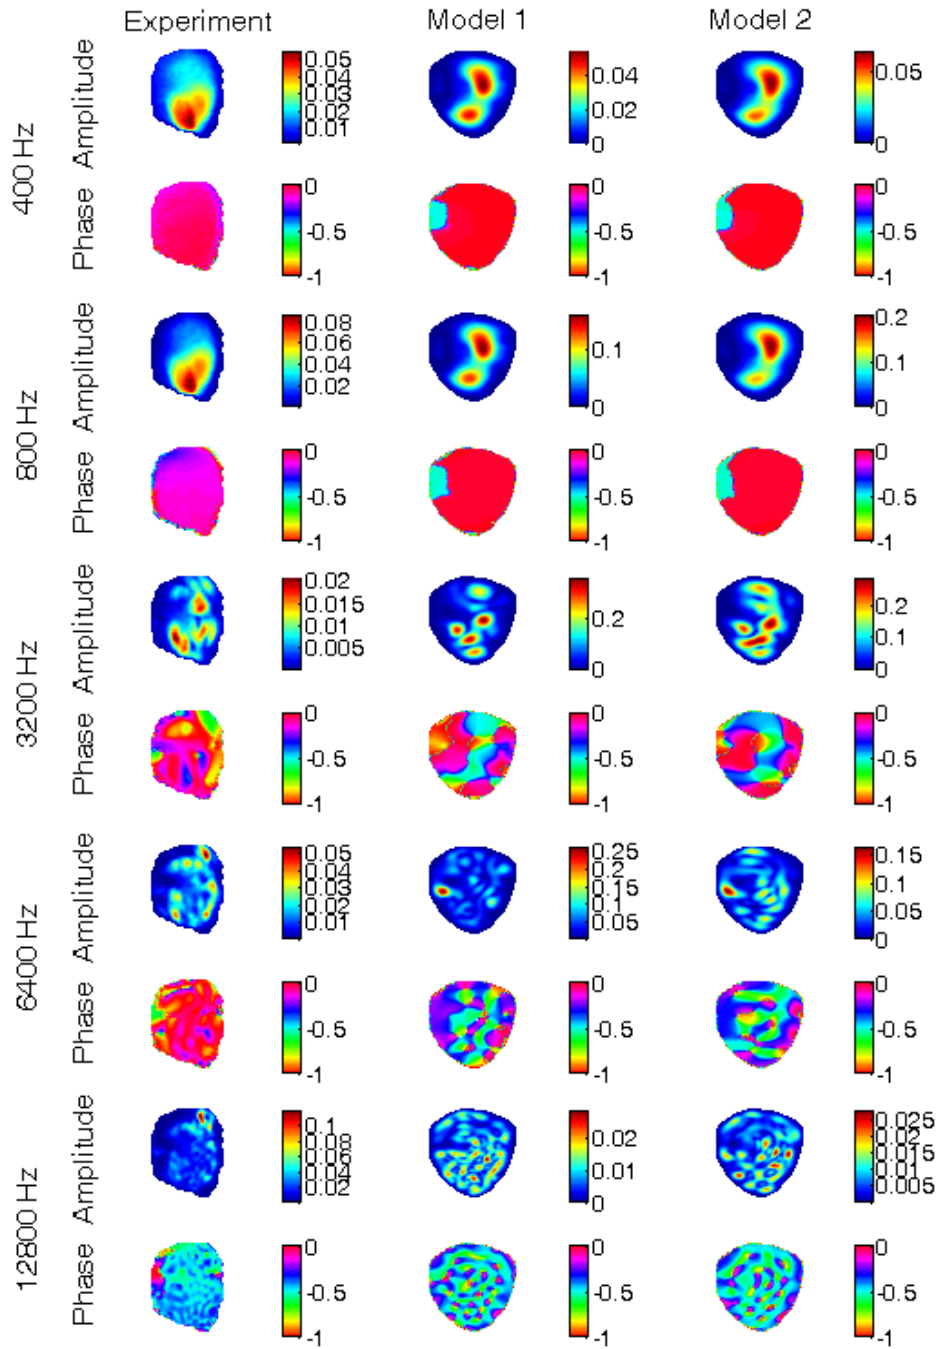 Experiment Model 1 Model 2
400 Hz
Amplitude
0.05 0.04 0.03 0.02 0.01
0.04 0.02 0
0.05 0
Phase
0 -0.5 -1
0 -0.5 -1
0 -0.5 -1
800 Hz
Amplitude
0.08 0.06 0.04 0.02
0.1 0
0.2 0.1 0
Phase
0 -0.5 -1
0 -0.5 -1
0 -0.5 -1
3200 Hz
Amplitude
0.02 0.015 0.01 0.005
0.2 0
0.2 0.1 0
Phase
0 -0.5 -1
0 -0.5 -1
0 -0.5 -1
6400 Hz
Amplitude
0.05 0.04 0.03 0.02 0.01
0.25 0.2 0.15 0.1 0.05
0.15 0.1 0.05 0
Phase
0 -0.5 -1
0 -0.5 -1
0 -0.5 -1
12800 Hz
Amplitude
0.1 0.08 0.06 0.04 0.02
0.02 0.01 0
0.025 0.02 0.015 0.01 0.005
Phase
0 -0.5 -1
0 -0.5 -1
0 -0.5 -1